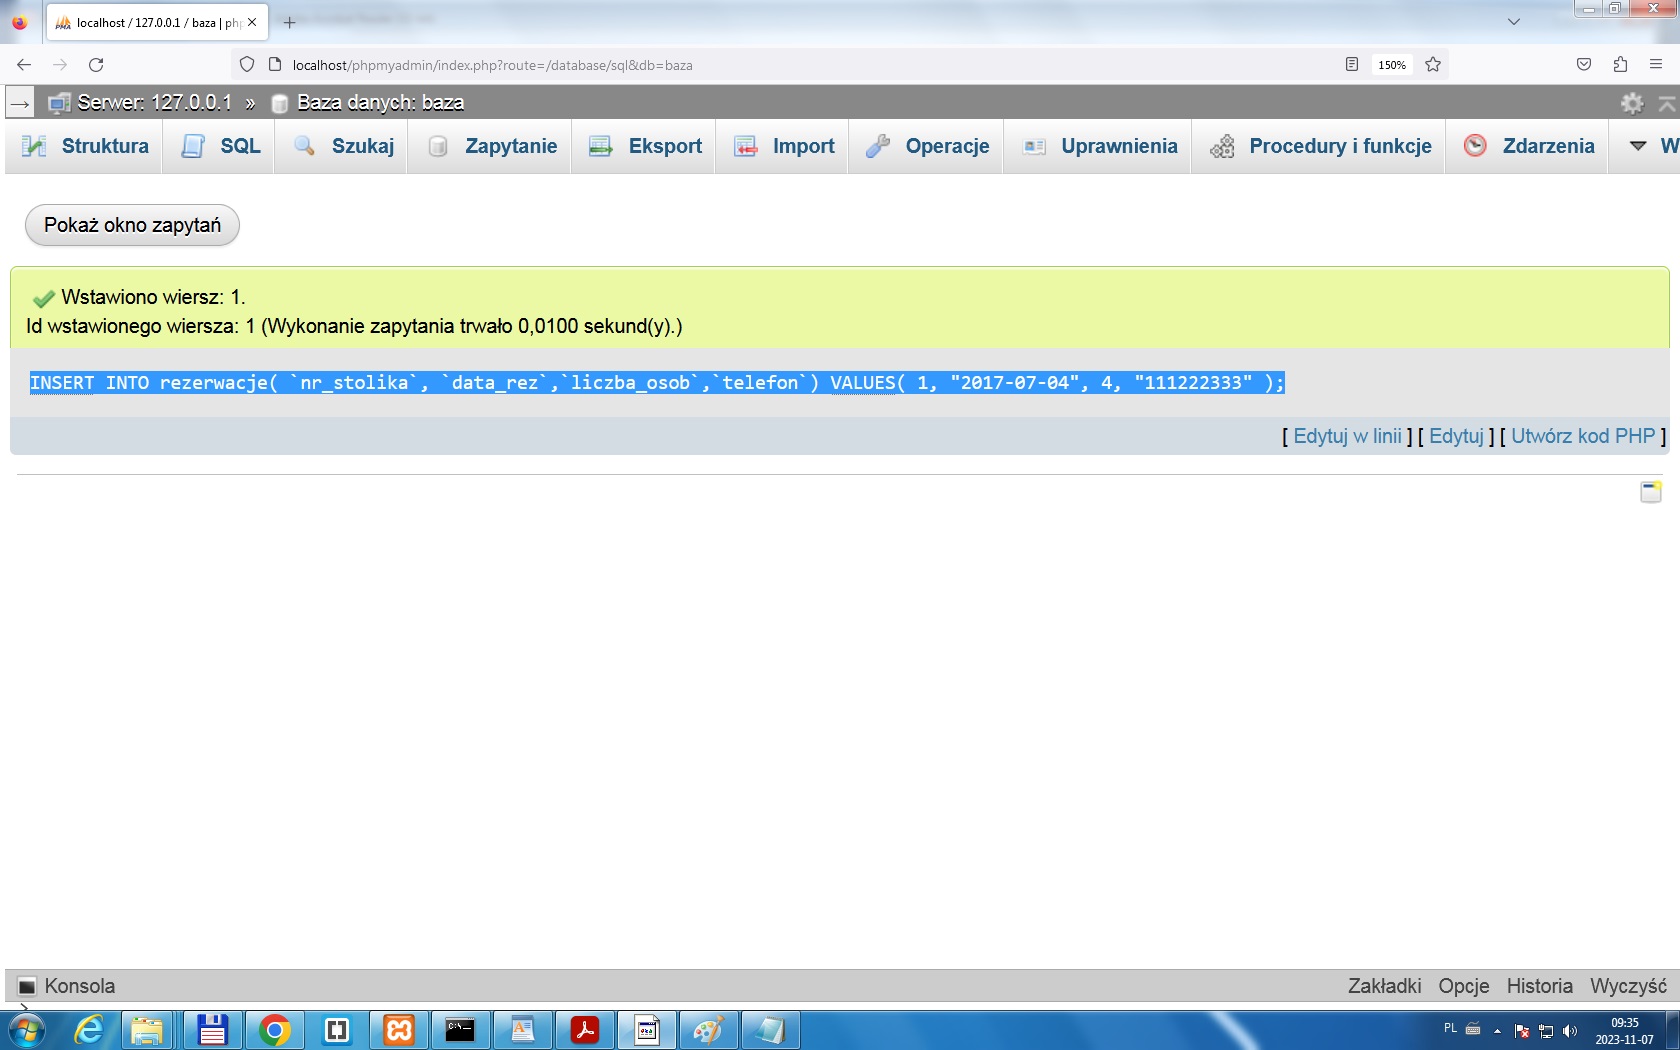 localhost / 127.0.0.1 / baza | ph
localhost/phpmyadmin/index.php?route=/database/sql&db=baza
150%
Serwer: 127.0.0.1 » Baza danych: baza
Struktura SQL Szukaj Zapytanie Eksport Import Operacje Uprawnienia Procedury i funkcje Zdarzenia W
Pokaż okno zapytań
Wstawiono wiersz: 1.
Id wstawionego wiersza: 1 (Wykonanie zapytania trwało 0,0100 sekund(y).)
INSERT INTO rezerwacje( `nr_stolika`, `data_rez`,`liczba_osob`,`telefon`) VALUES( 1, "2017-07-04", 4, "111222333" );
[ Edytuj w linii ] [ Edytuj ] [ Utwórz kod PHP ]
Konsola Zakładki Opcje Historia Wyczyść
>
PL 09:35
2023-11-07